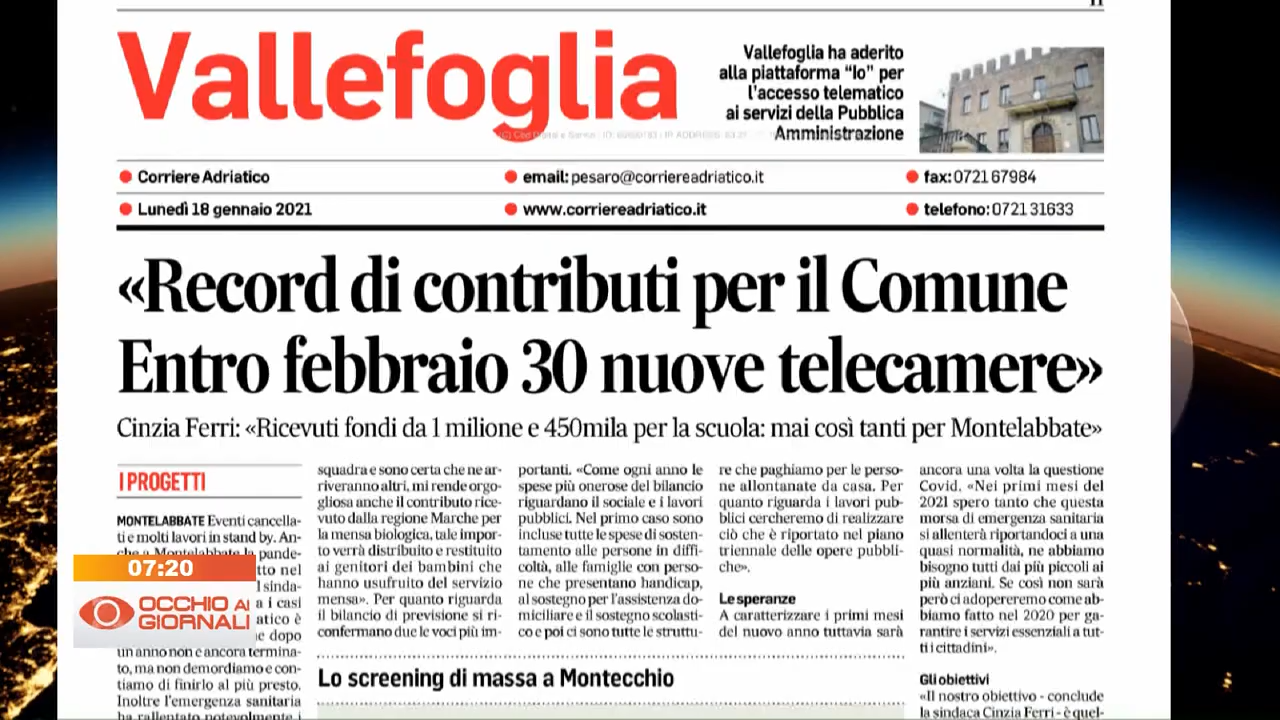 Vallefoglia
Vallefoglia ha aderito
alla piattaforma “Io” per
l’accesso telematico
ai servizi della Pubblica
Amministrazione
Corriere Adriatico
email: pesaro@corriereadriatico.it
fax: 0721 67984
Lunedì 18 gennaio 2021
www.corriereadriatico.it
telefono: 0721 31633
«Record di contributi per il Comune
Entro febbraio 30 nuove telecamere»
Cinzia Ferri: «Ricevuti fondi da 1 milione e 450mila per la scuola: mai così tanti per Montelabbate»
I PROGETTI
MONTELABBATE Eventi cancella-
ti e molti lavori in stand by. An-
che a Montelabbate la pande-
tto nel
l sinda-
a i casi
atico è
e dopo
un anno non è ancora termina-
to, ma non demordiamo e con-
tiamo di finirlo al più presto.
Inoltre l’emergenza sanitaria
ha rallentato notevolmente i
squadra e sono certa che ne ar-
riveranno altri, mi rende orgo-
gliosa anche il contributo rice-
vuto dalla regione Marche per
la mensa biologica, tale impor-
to verrà distribuito e restituito
ai genitori dei bambini che
hanno usufruito del servizio
mensa». Per quanto riguarda
il bilancio di previsione si ri-
confermano due le voci più im-
portanti. «Come ogni anno le
spese più onerose del bilancio
riguardano il sociale e i lavori
pubblici. Nel primo caso sono
incluse tutte le spese di sosten-
tamento alle persone in diffi-
coltà, alle famiglie con perso-
ne che presentano handicap,
al sostegno per l’assistenza do-
miciliare e il sostegno scolasti-
co e poi ci sono tutte le struttu-
re che paghiamo per le perso-
ne allontanate da casa. Per
quanto riguarda i lavori pub-
blici cercheremo di realizzare
ciò che è riportato nel piano
triennale delle opere pubbli-
che».
Le speranze
A caratterizzare i primi mesi
del nuovo anno tuttavia sarà
ancora una volta la questione
Covid. «Nei primi mesi del
2021 spero tanto che questa
morsa di emergenza sanitaria
si allenterà riportandoci a una
quasi normalità, ne abbiamo
bisogno tutti dai più piccoli ai
più anziani. Se così non sarà
però ci adopereremo come ab-
biamo fatto nel 2020 per ga-
rantire i servizi essenziali a tut-
ti i cittadini».
Gli obiettivi
«Il nostro obiettivo - conclude
la sindaca Cinzia Ferri - è quel-
Lo screening di massa a Montecchio
07:20
OCCHIO AI
GIORNALI